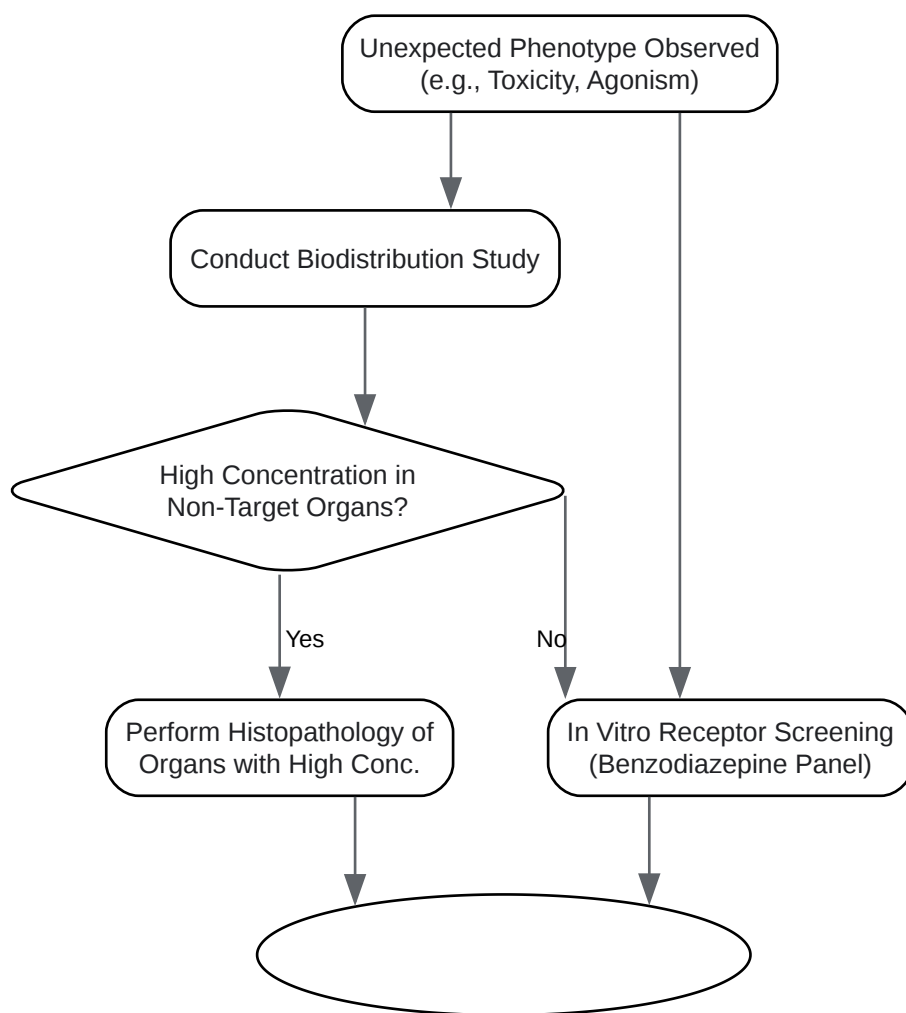 Unexpected Phenotype Observed
(e.g., Toxicity, Agonism)
Conduct Biodistribution Study
High Concentration in
Non-Target Organs?
Yes
No
Perform Histopathology of
Organs with High Conc.
In Vitro Receptor Screening
(Benzodiazepine Panel)